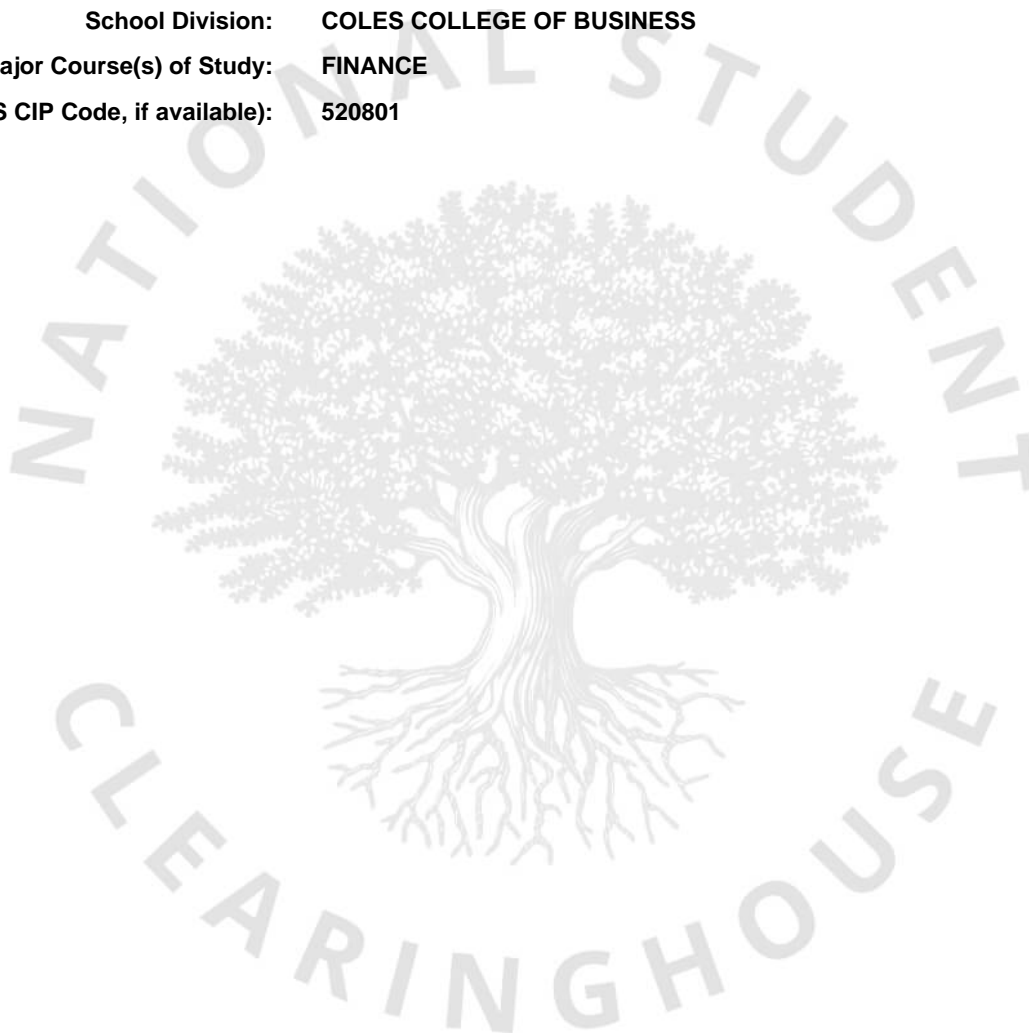 School Division: COLES COLLEGE OF BUSINESS
ajor Course(s) of Study: FINANCE
S CIP Code, if available): 520801
NATIONAL STUDENT
CLEARINGHOUSE